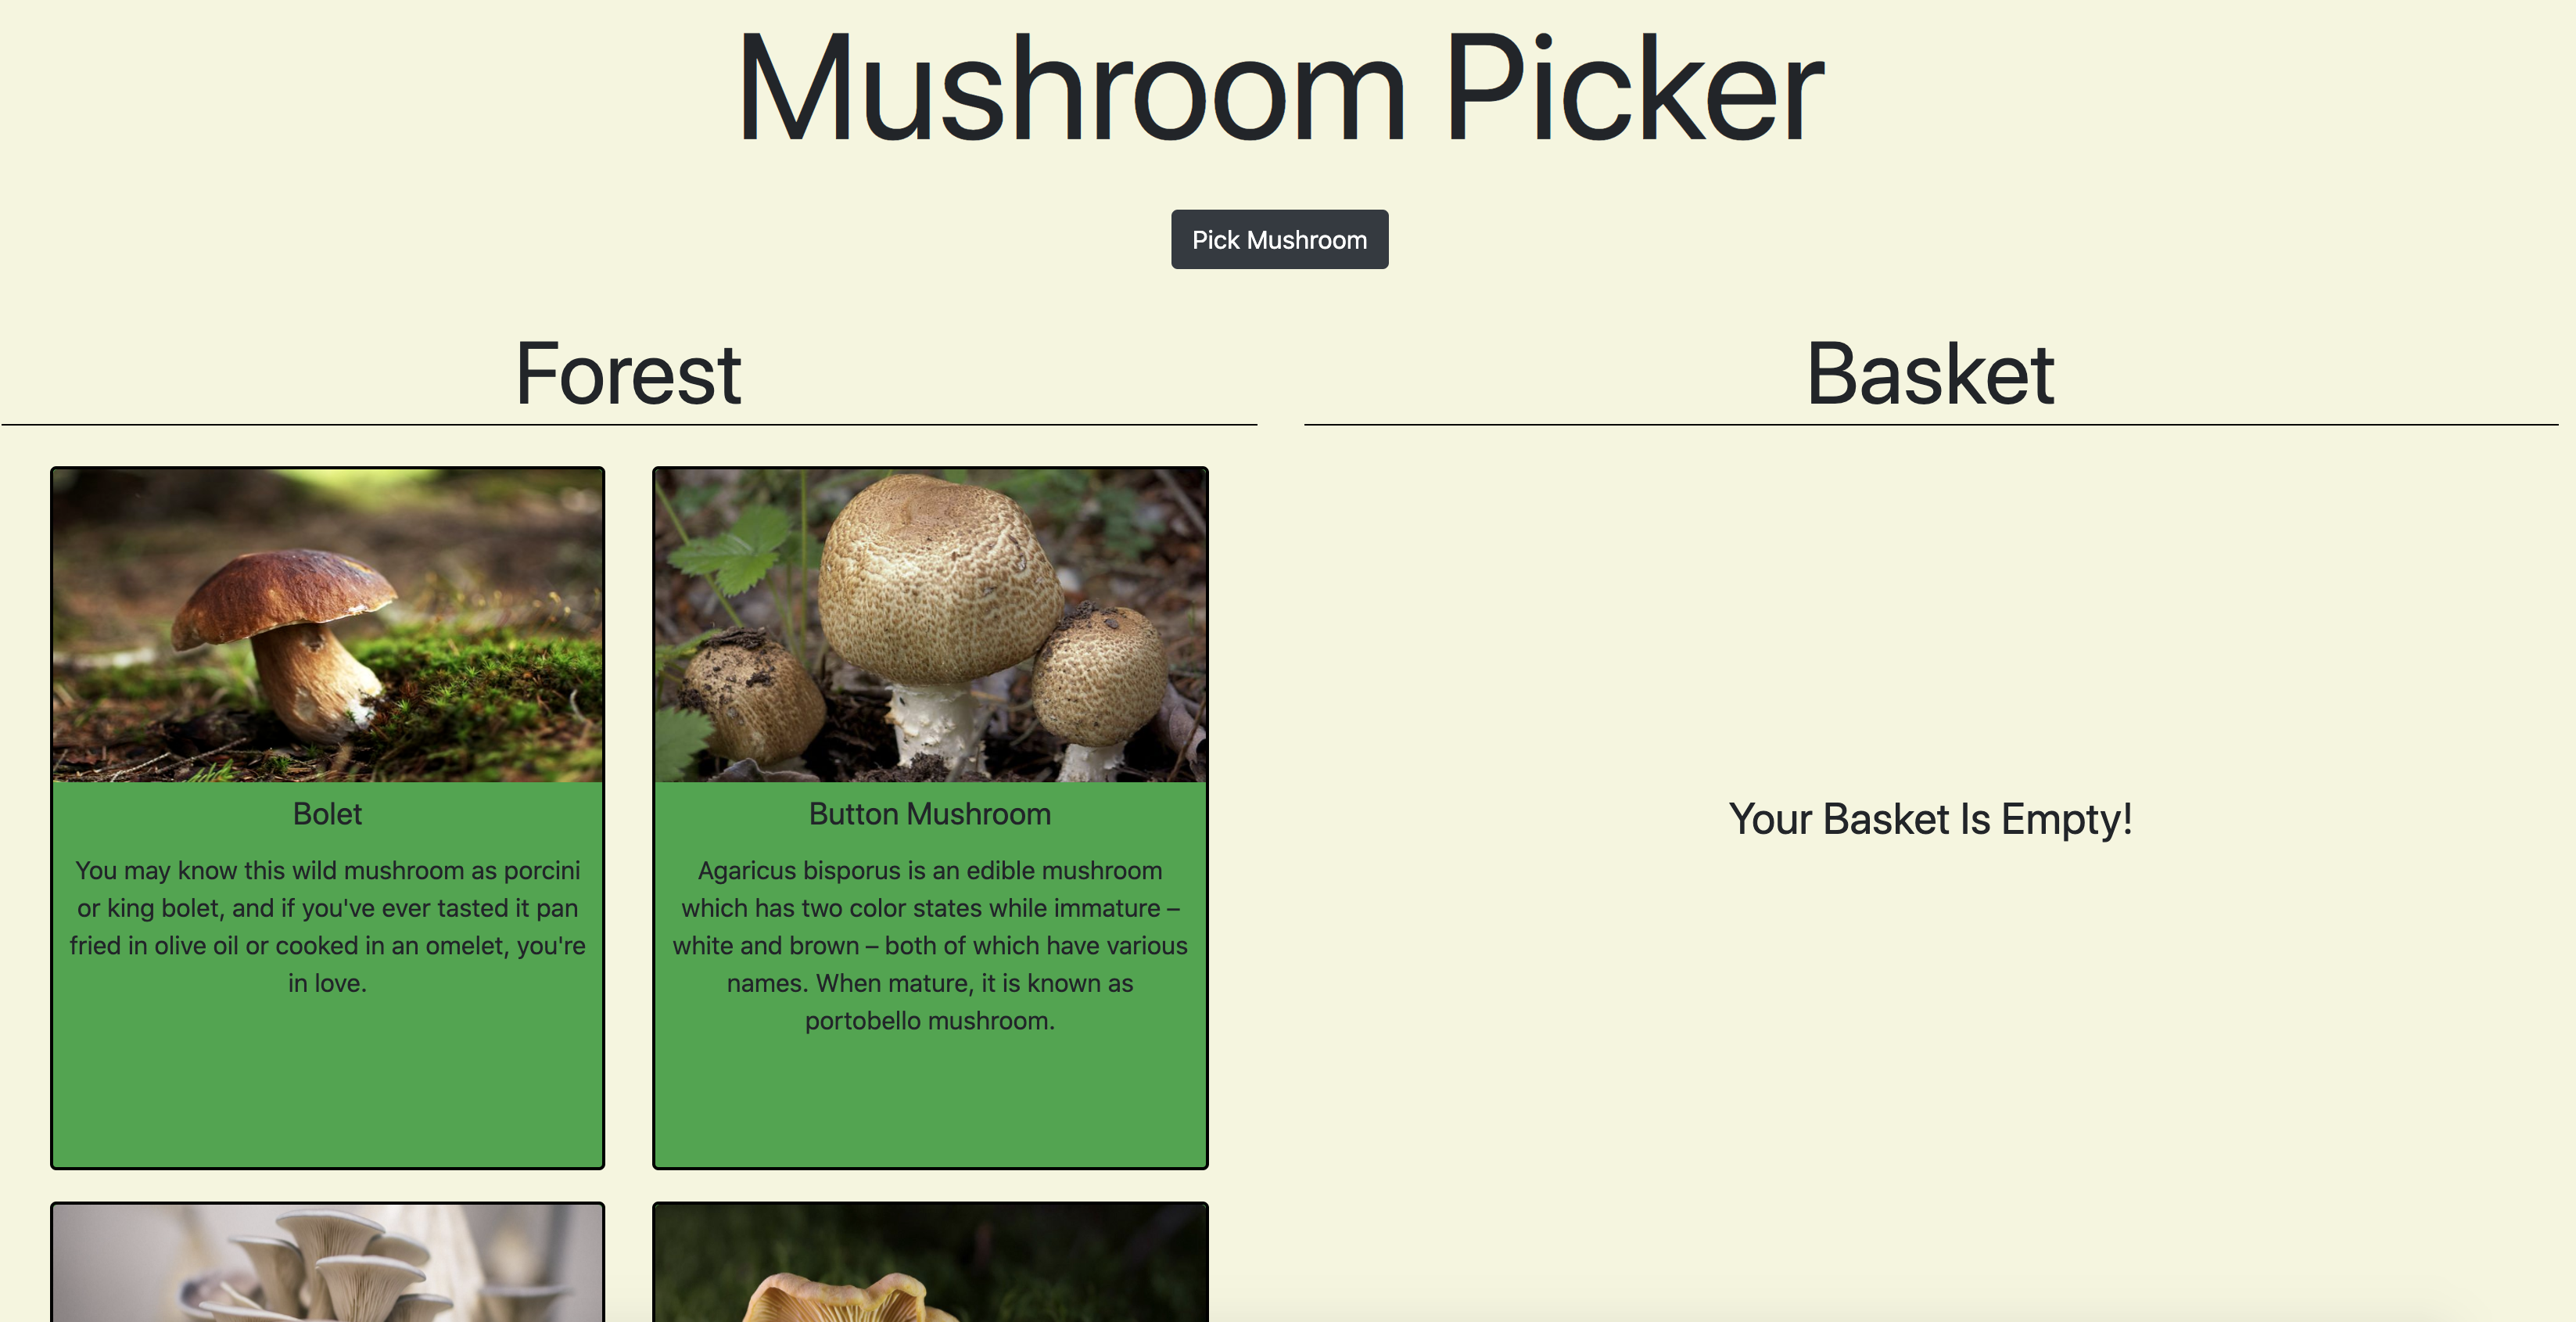 Mushroom Picker
Pick Mushroom
Forest
Basket
Bolet
You may know this wild mushroom as porcini
or king bolet, and if you've ever tasted it pan
fried in olive oil or cooked in an omelet, you're
in love.
Button Mushroom
Agaricus bisporus is an edible mushroom
which has two color states while immature –
white and brown – both of which have various
names. When mature, it is known as
portobello mushroom.
Your Basket Is Empty!